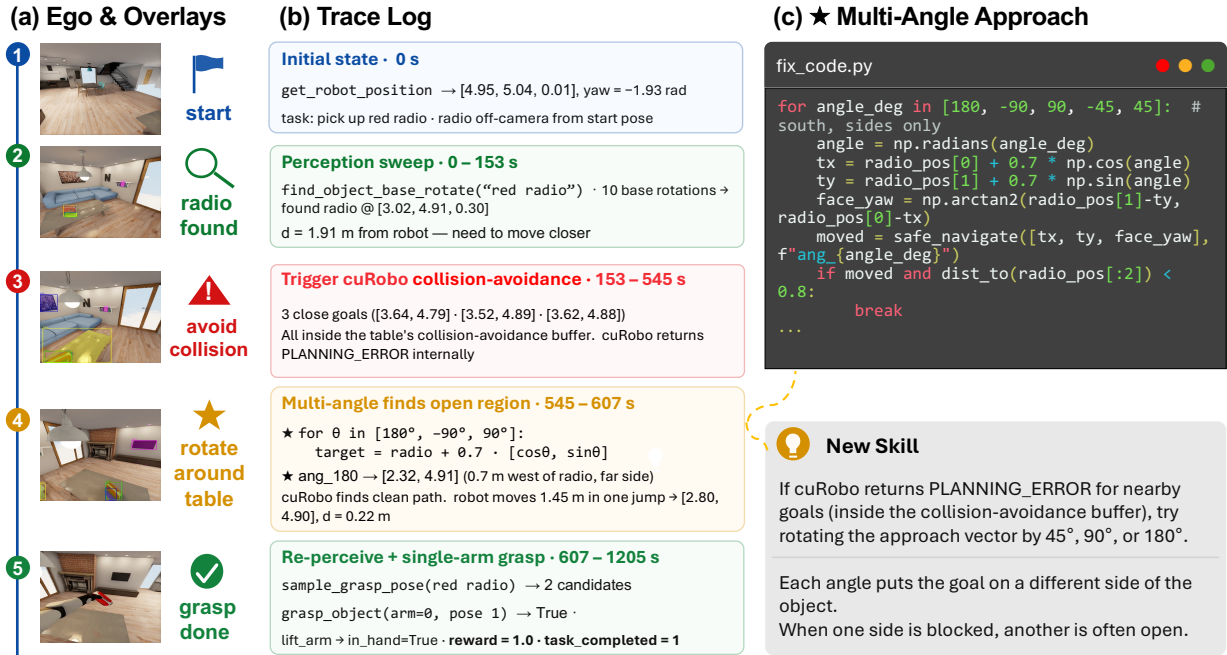 (a) Ego & Overlays
(b) Trace Log
(c) ★ Multi-Angle Approach
1
start
2
radio
found
3
avoid
collision
4
rotate
around
table
5
grasp
done
Initial state · 0 s
get_robot_position → [4.95, 5.04, 0.01], yaw = −1.93 rad
task: pick up red radio · radio off-camera from start pose
Perception sweep · 0 – 153 s
find_object_base_rotate(“red radio”) · 10 base rotations →
found radio @ [3.02, 4.91, 0.30]
d = 1.91 m from robot — need to move closer
Trigger cuRobo collision-avoidance · 153 – 545 s
3 close goals ([3.64, 4.79] · [3.52, 4.89] · [3.62, 4.88])
All inside the table's collision-avoidance buffer. cuRobo returns
PLANNING_ERROR internally
Multi-angle finds open region · 545 – 607 s
★ for θ in [180°, −90°, 90°]:
target = radio + 0.7 · [cosθ, sinθ]
★ ang_180 → [2.32, 4.91] (0.7 m west of radio, far side)
cuRobo finds clean path. robot moves 1.45 m in one jump → [2.80,
4.90], d = 0.22 m
Re-perceive + single-arm grasp · 607 – 1205 s
sample_grasp_pose(red radio) → 2 candidates
grasp_object(arm=0, pose 1) → True ·
lift_arm → in_hand=True · reward = 1.0 · task_completed = 1
fix_code.py
for angle_deg in [180, -90, 90, -45, 45]: #
south, sides only
angle = np.radians(angle_deg)
tx = radio_pos[0] + 0.7 * np.cos(angle)
ty = radio_pos[1] + 0.7 * np.sin(angle)
face_yaw = np.arctan2(radio_pos[1]-ty,
radio_pos[0]-tx)
moved = safe_navigate([tx, ty, face_yaw],
f"ang_{angle_deg}")
if moved and dist_to(radio_pos[:2]) <
0.8:
break
...
New Skill
If cuRobo returns PLANNING_ERROR for nearby
goals (inside the collision-avoidance buffer), try
rotating the approach vector by 45°, 90°, or 180°.
Each angle puts the goal on a different side of the
object.
When one side is blocked, another is often open.